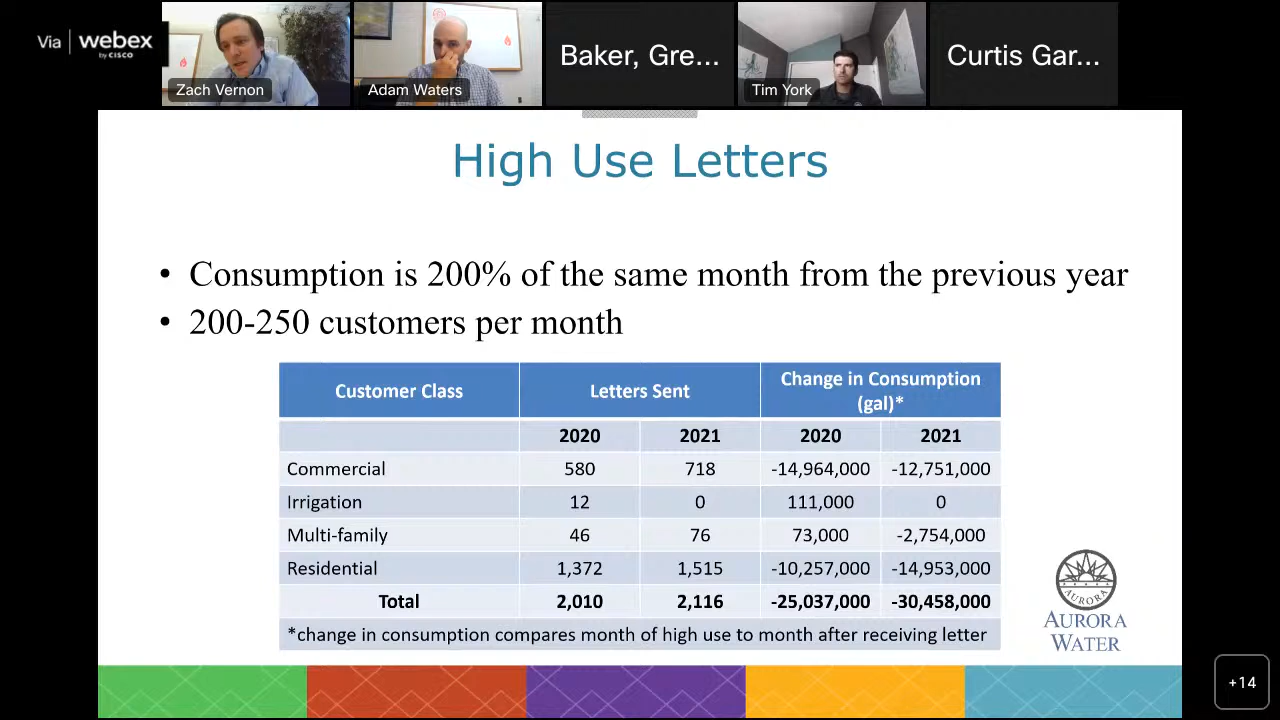 Via | webex
by CISCO
Zach Vernon
Adam Waters
Baker, Gre...
Tim York
Curtis Gar...
High Use Letters
• Consumption is 200% of the same month from the previous year
• 200-250 customers per month
Customer Class Letters Sent Change in Consumption (gal)*
2020 2021 2020 2021
Commercial 580 718 -14,964,000 -12,751,000
Irrigation 12 0 111,000 0
Multi-family 46 76 73,000 -2,754,000
Residential 1,372 1,515 -10,257,000 -14,953,000
Total 2,010 2,116 -25,037,000 -30,458,000
*change in consumption compares month of high use to month after receiving letter
AURORA
AURORA
WATER
+14